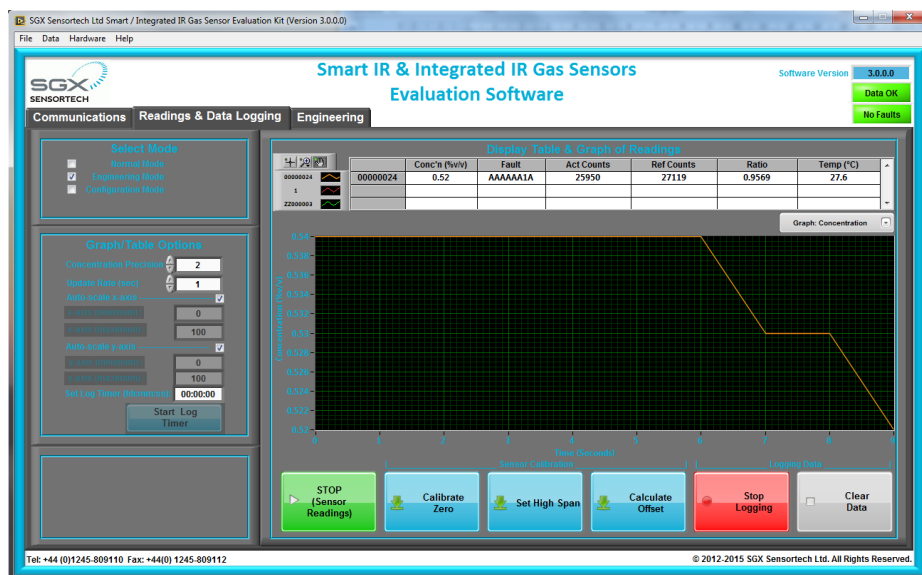 SGX Sensortech Ltd Smart / Integrated IR Gas Sensor Evaluation Kit (Version 3.0.0.0)
File Data Hardware Help
SGX
SENSORTECH
Smart IR & Integrated IR Gas Sensors
Evaluation Software
Software Version 3.0.0.0
Data OK
No Faults
Communications Readings & Data Logging Engineering
Select Mode
Normal Mode
Engineering Mode
Configuration Mode
Graph/Table Options
Concentration Precision 2
Update Rate (sec) 1
Auto-scale x-axis
0
100
Auto-scale y-axis
0
100
Set Log Timer (hh:mm:ss) 00:00:00
Start Log
Timer
Display Table & Graph of Readings
Conc'n (%v/v) Fault Act Counts Ref Counts Ratio Temp (°C)
00000024 00000024 0.52 AAAAAA1A 25950 27119 0.9569 27.6
1
ZZ000003
Graph: Concentration
Concentration (%v/v)
0.54
0.538
0.536
0.534
0.532
0.53
0.528
0.526
0.524
0.522
0.52
0 1 2 3 4 5 6 7 8 9
Time (Seconds)
Sensor Calibration Logging Data
STOP
(Sensor
Readings)
Calibrate
Zero
Set High Span
Calculate
Offset
Stop
Logging
Clear
Data
Tel: +44 (0)1245-809110 Fax: +44(0) 1245-809112
© 2012-2015 SGX Sensortech Ltd. All Rights Reserved.